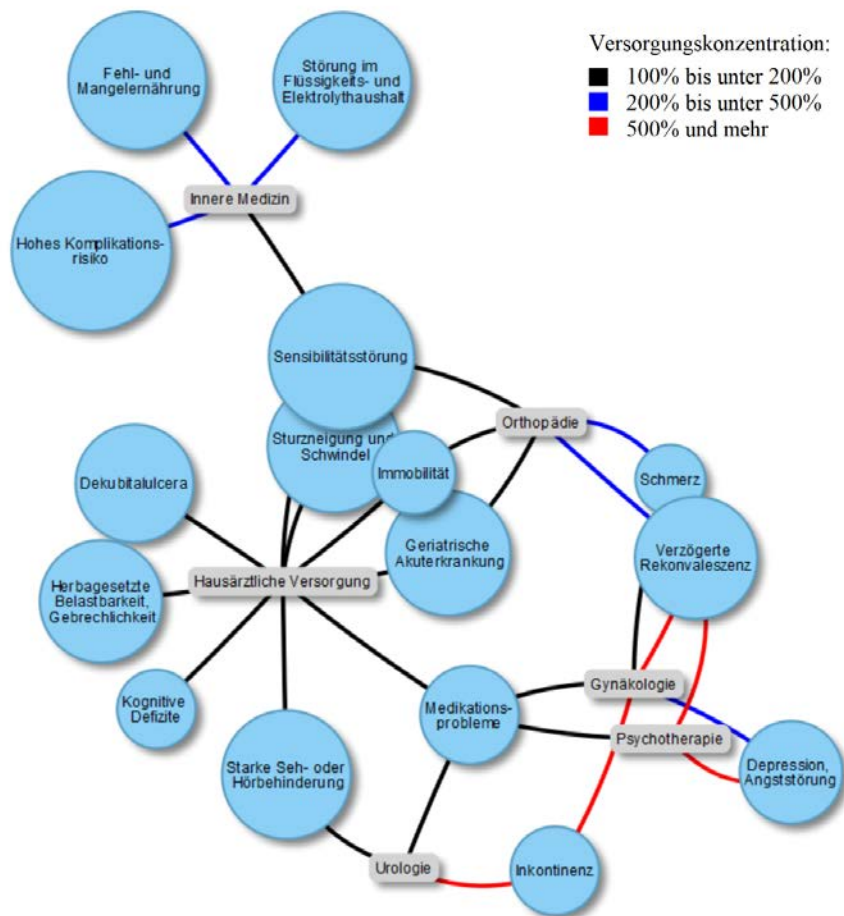 Versorgungskonzentration:
100% bis unter 200%
200% bis unter 500%
500% und mehr
Fehl- und
Mangelernährung
Störung im
Flüssigkeits- und
Elektrolythaushalt
Innere Medizin
Hohes Komplikations-
risiko
Sensibilitätsstörung
Orthopädie
Sturzneigung und
Schwindel
Immobilität
Schmerz
Dekubitalulcera
Geriatrische
Akuterkrankung
Verzögerte
Rekonvaleszenz
Hausärztliche Versorgung
Herbagesetzte
Belastbarkeit,
Gebrechlichkeit
Gynäkologie
Kognitive
Defizite
Medikations-
probleme
Psychotherapie
Starke Seh- oder
Hörbehinderung
Depression,
Angststörung
Urologie
Inkontinenz